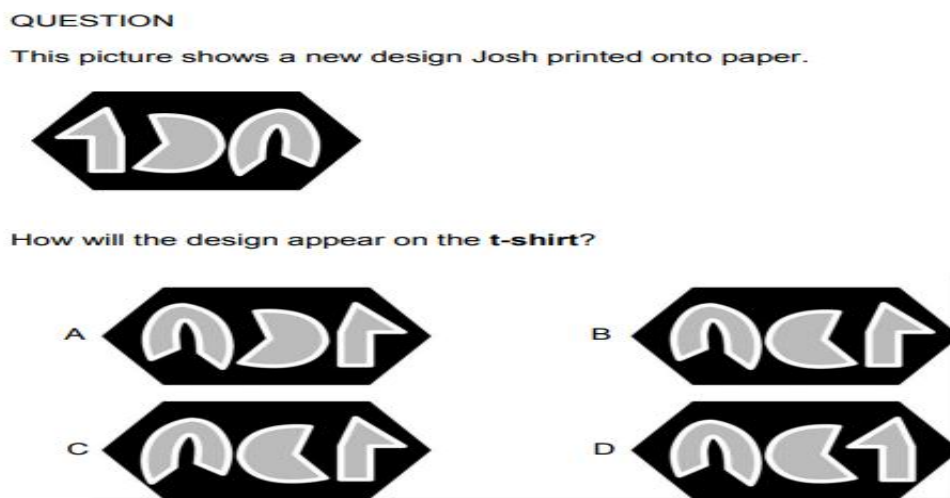 QUESTION
This picture shows a new design Josh printed onto paper.
How will the design appear on the t-shirt?
A
B
C
D